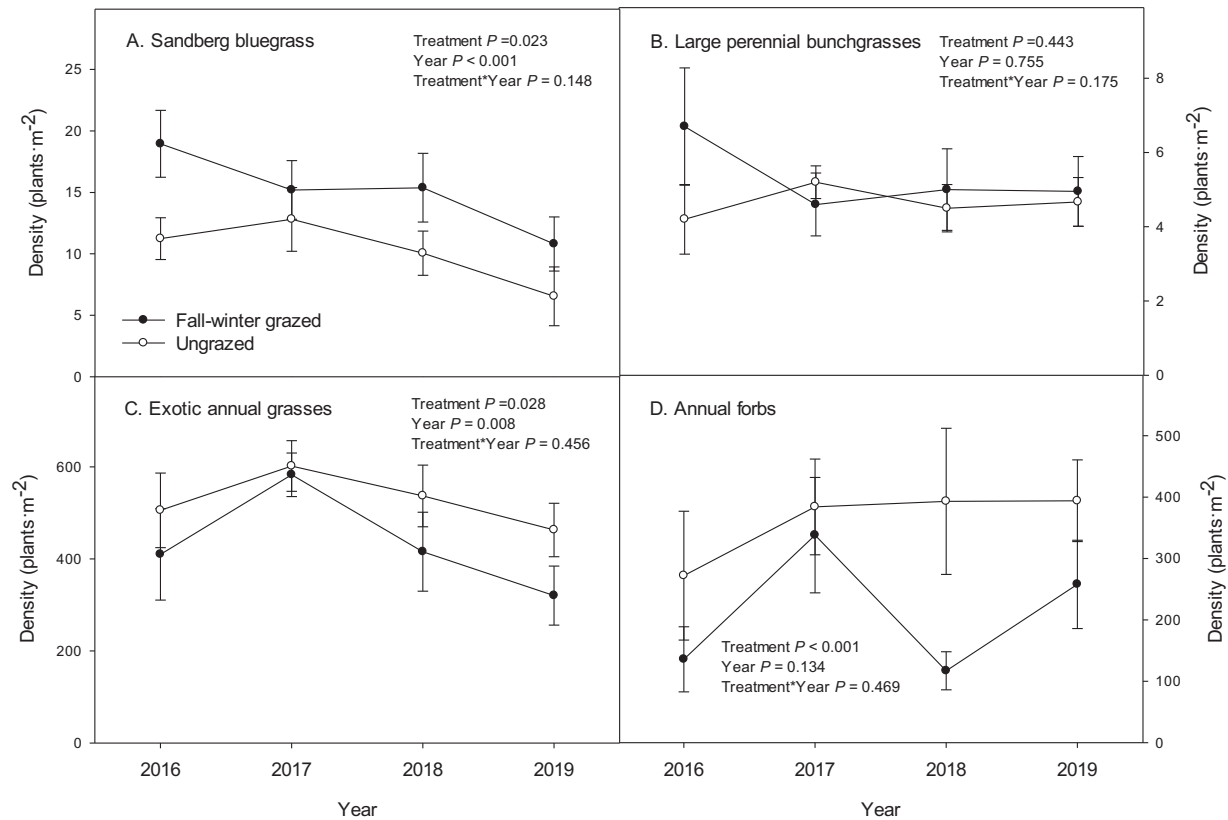 A. Sandberg bluegrass
Treatment P =0.023
Year P < 0.001
Treatment*Year P = 0.148
Density (plants·m-2)
25
20
15
10
5
0
Fall-winter grazed
Ungrazed
B. Large perennial bunchgrasses
Treatment P =0.443
Year P = 0.755
Treatment*Year P = 0.175
8
6
4
2
0
Density (plants·m-2)
C. Exotic annual grasses
Treatment P =0.028
Year P = 0.008
Treatment*Year P = 0.456
Density (plants·m-2)
600
400
200
0
2016 2017 2018 2019
Year
D. Annual forbs
Treatment P < 0.001
Year P = 0.134
Treatment*Year P = 0.469
500
400
300
200
100
0
Density (plants·m-2)
2016 2017 2018 2019
Year